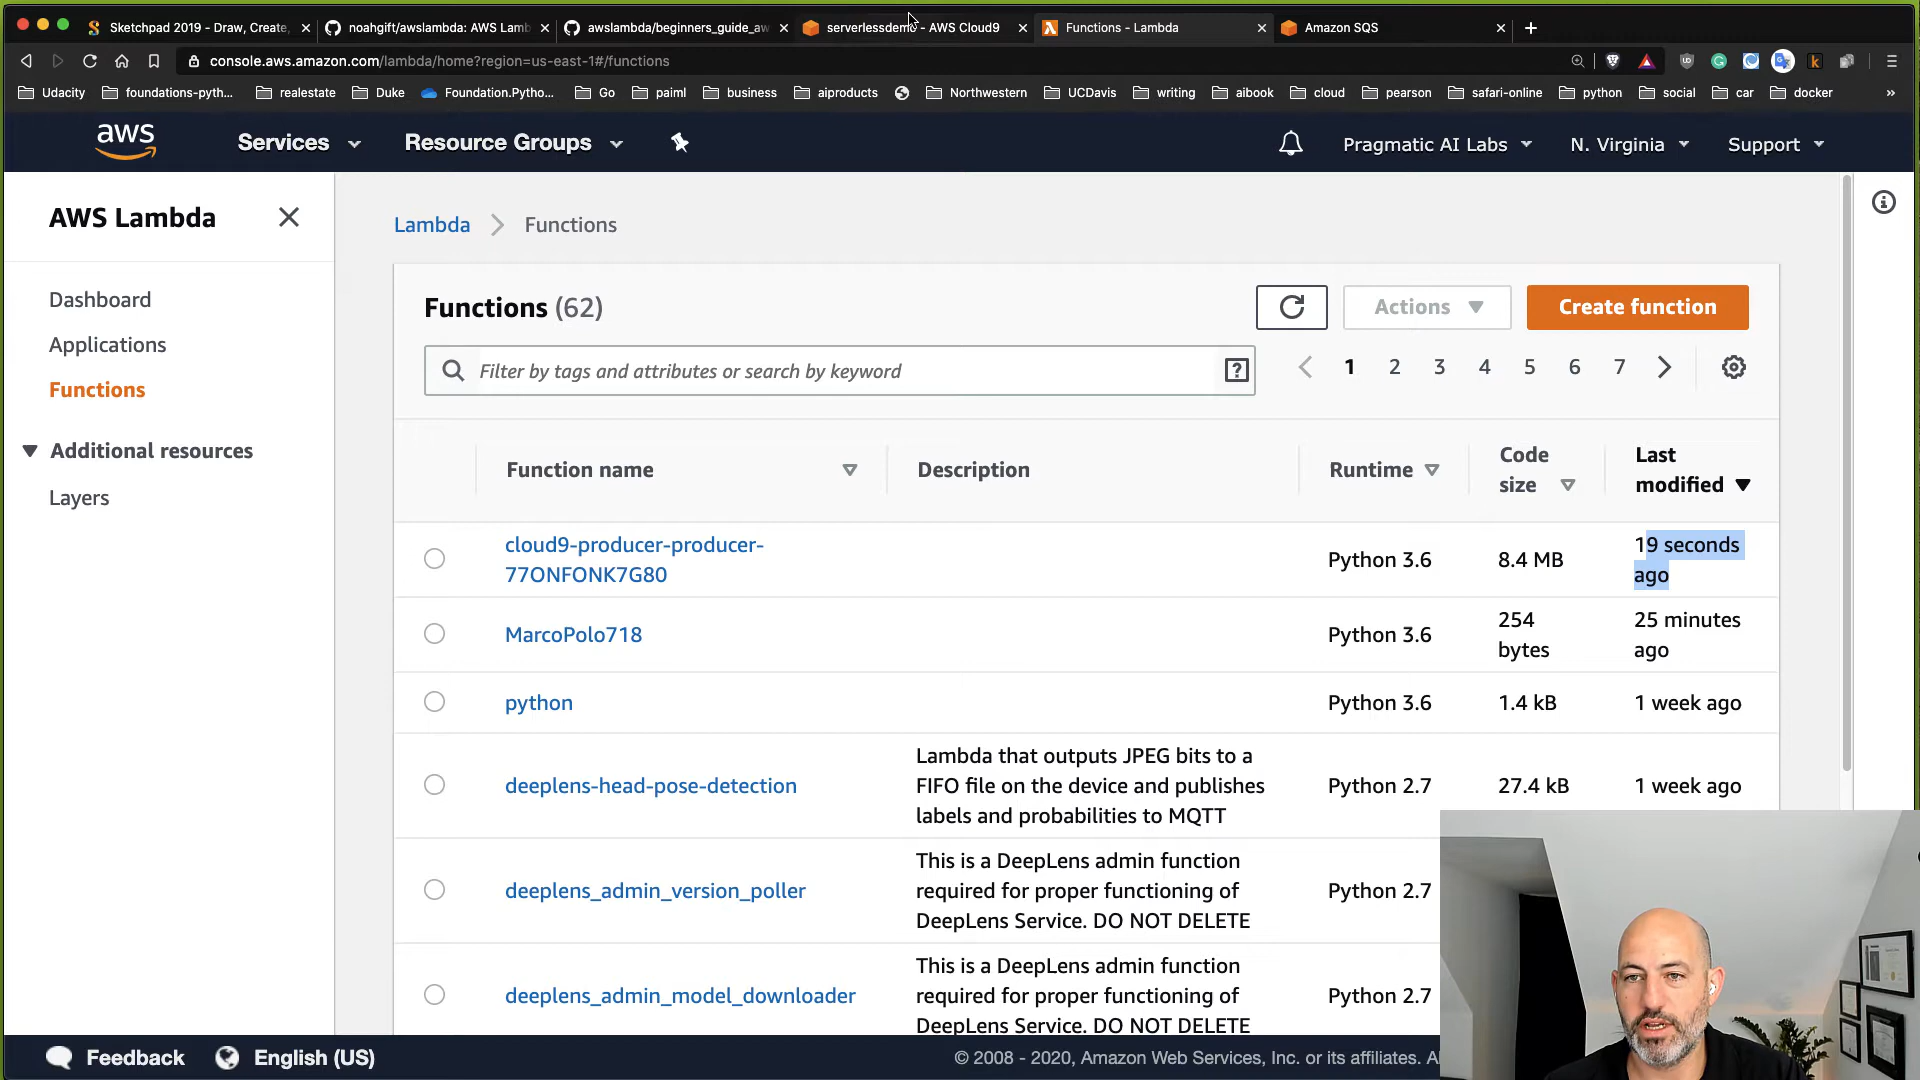 Sketchpad 2019 - Draw, Create,
noahgift/awslambda: AWS Lamb
awslambda/beginners_guide_aw
serverlessdemo - AWS Cloud9
Functions - Lambda
Amazon SQS
console.aws.amazon.com/lambda/home?region=us-east-1#/functions
Udacity
foundations-pyth...
realestate
Duke
Foundation.Pytho...
Go
paiml
business
aiproducts
Northwestern
UCDavis
writing
aibook
cloud
pearson
safari-online
python
social
car
docker
»
aws
Services
Resource Groups
Pragmatic AI Labs
N. Virginia
Support
AWS Lambda
Dashboard
Applications
Functions
Additional resources
Layers
Lambda
Functions
Functions (62)
Actions
Create function
Filter by tags and attributes or search by keyword
?
1 2 3 4 5 6 7
Function name
Description
Runtime
Code
size
Last
modified
cloud9-producer-producer-
77ONFONK7G80
Python 3.6
8.4 MB
19 seconds
ago
MarcoPolo718
Python 3.6
254
bytes
25 minutes
ago
python
Python 3.6
1.4 kB
1 week ago
deeplens-head-pose-detection
Lambda that outputs JPEG bits to a
FIFO file on the device and publishes
labels and probabilities to MQTT
Python 2.7
27.4 kB
1 week ago
deeplens_admin_version_poller
This is a DeepLens admin function
required for proper functioning of
DeepLens Service. DO NOT DELETE
Python 2.7
deeplens_admin_model_downloader
This is a DeepLens admin function
required for proper functioning of
DeepLens Service. DO NOT DELETE
Python 2.7
Feedback
English (US)
© 2008 - 2020, Amazon Web Services, Inc. or its affiliates.